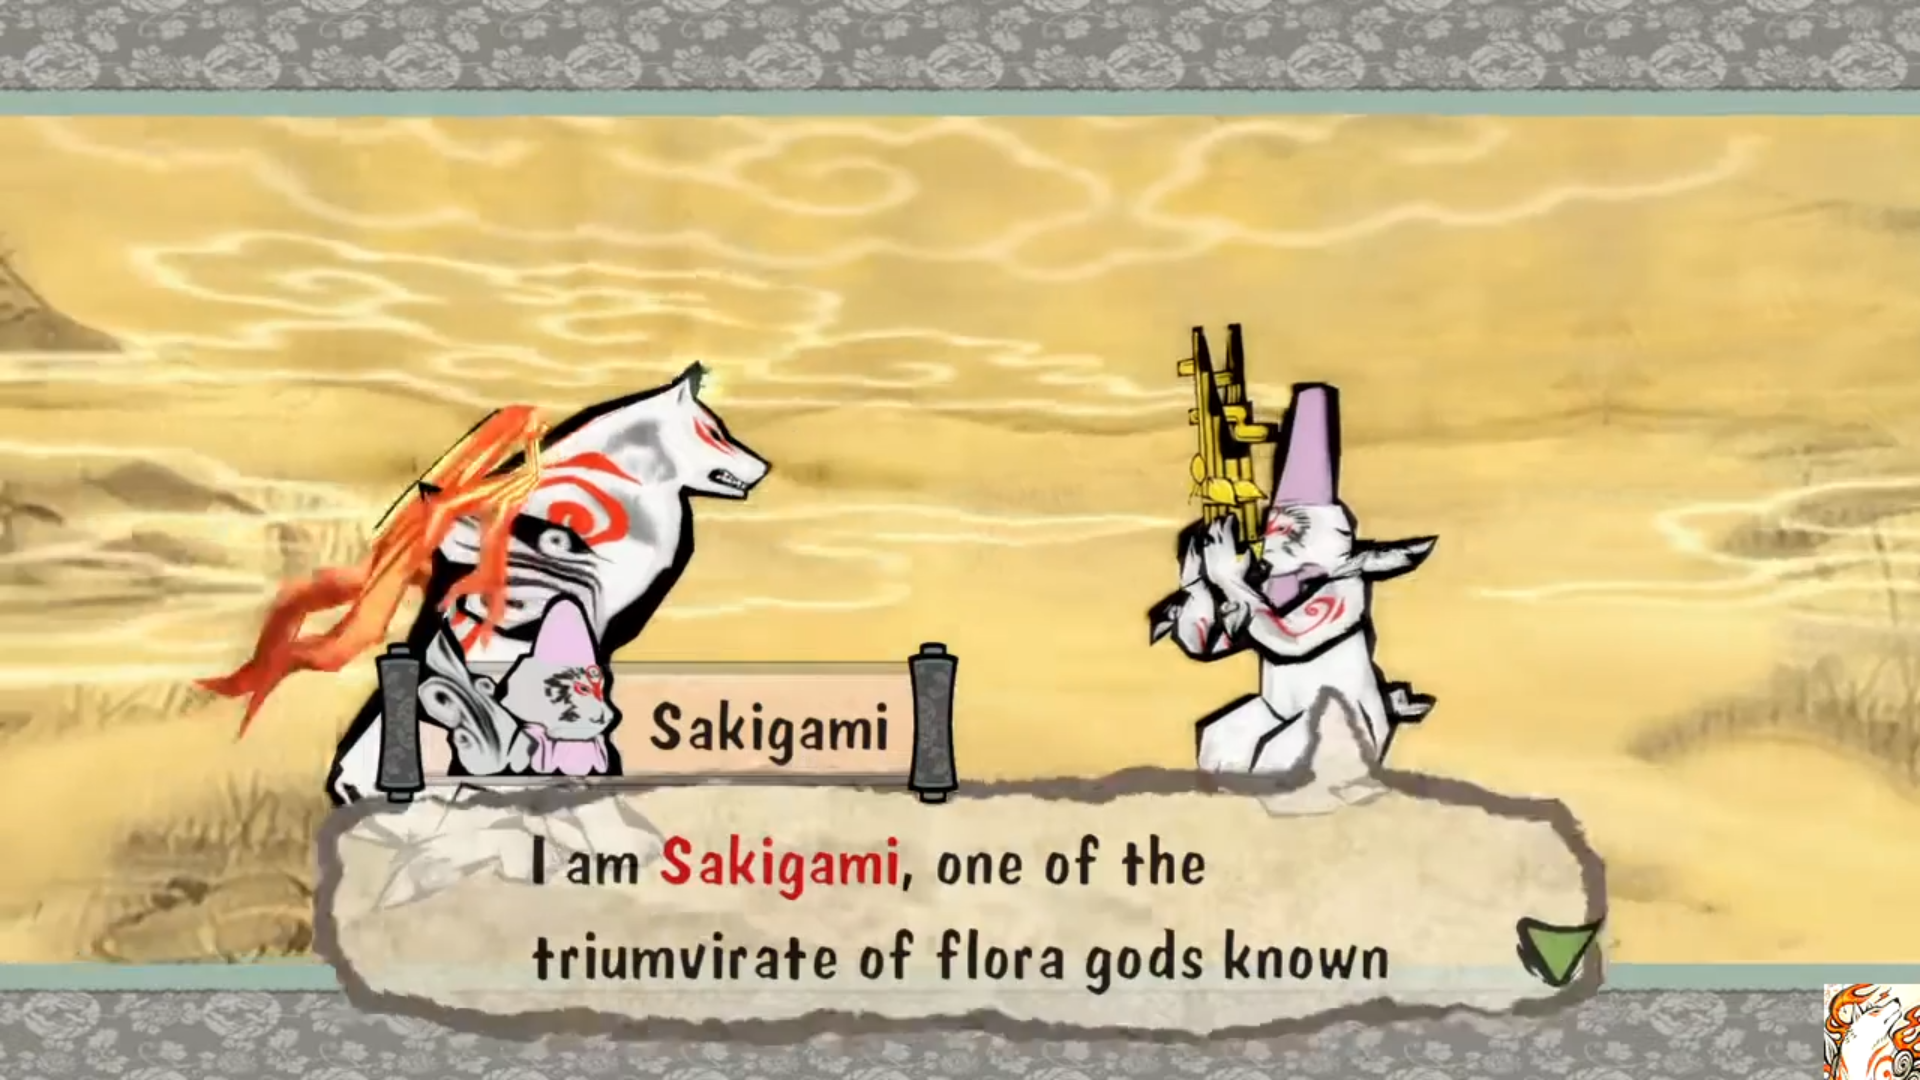 Sakigami
I am Sakigami, one of the
triumvirate of flora gods known